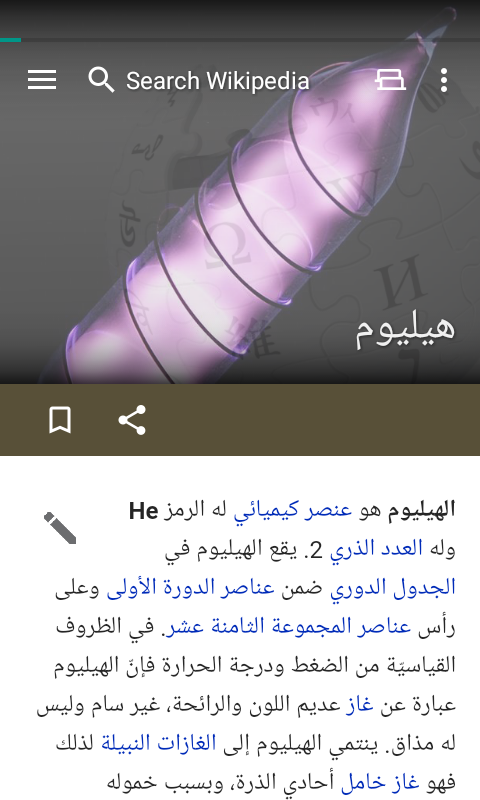 Search Wikipedia
هيليوم
الهيليوم هو عنصر كيميائي له الرمز He
وله العدد الذري 2. يقع الهيليوم في
الجدول الدوري ضمن عناصر الدورة الأولى وعلى
رأس عناصر المجموعة الثامنة عشر. في الظروف
القياسيّة من الضغط ودرجة الحرارة فإنّ الهيليوم
عبارة عن غاز عديم اللون والرائحة، غير سام وليس
له مذاق. ينتمي الهيليوم إلى الغازات النبيلة لذلك
فهو غاز خامل أحادي الذرة، وبسبب خموله